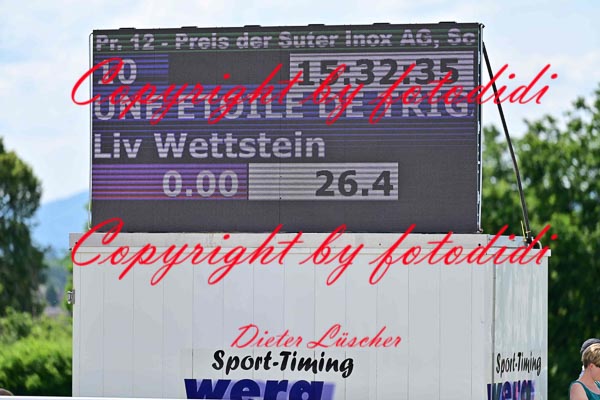 Pr. 12 - Preis der Suter Inox AG, Sc
15:32:35
Copyright by fotodidi
Liv Wettstein
0.00 26.4
Copyright by fotodidi
Dieter Lüscher
Sport-Timing
werg
Sport-Timing